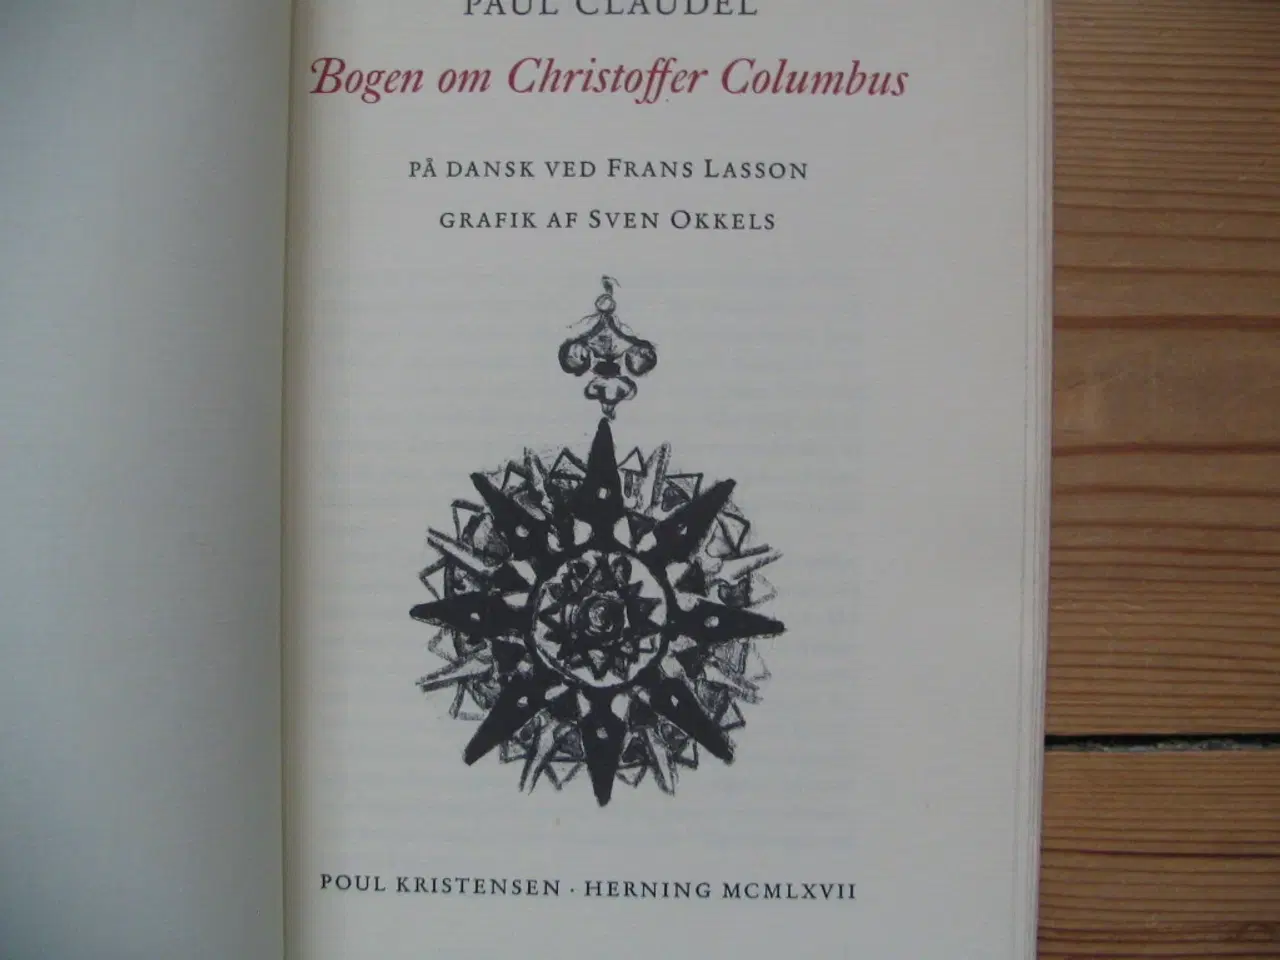 PAUL CLAUDEL
Bogen om Christoffer Columbus
PÅ DANSK VED FRANS LASSON
GRAFIK AF SVEN OKKELS
POUL KRISTENSEN · HERNING MCMLXVII